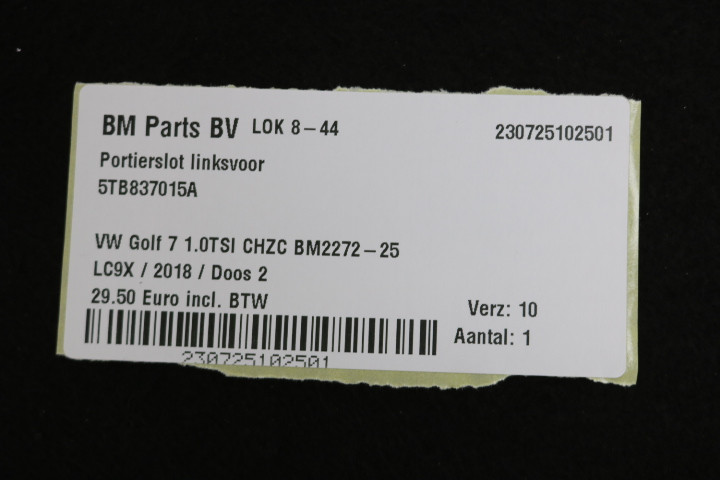 BM Parts BV LOK 8-44 230725102501
Portierslot linksvoor
5TB837015A
VW Golf 7 1.0TSI CHZC BM2272-25
LC9X / 2018 / Doos 2
29.50 Euro incl. BTW
Verz: 10
Aantal: 1
230725102501